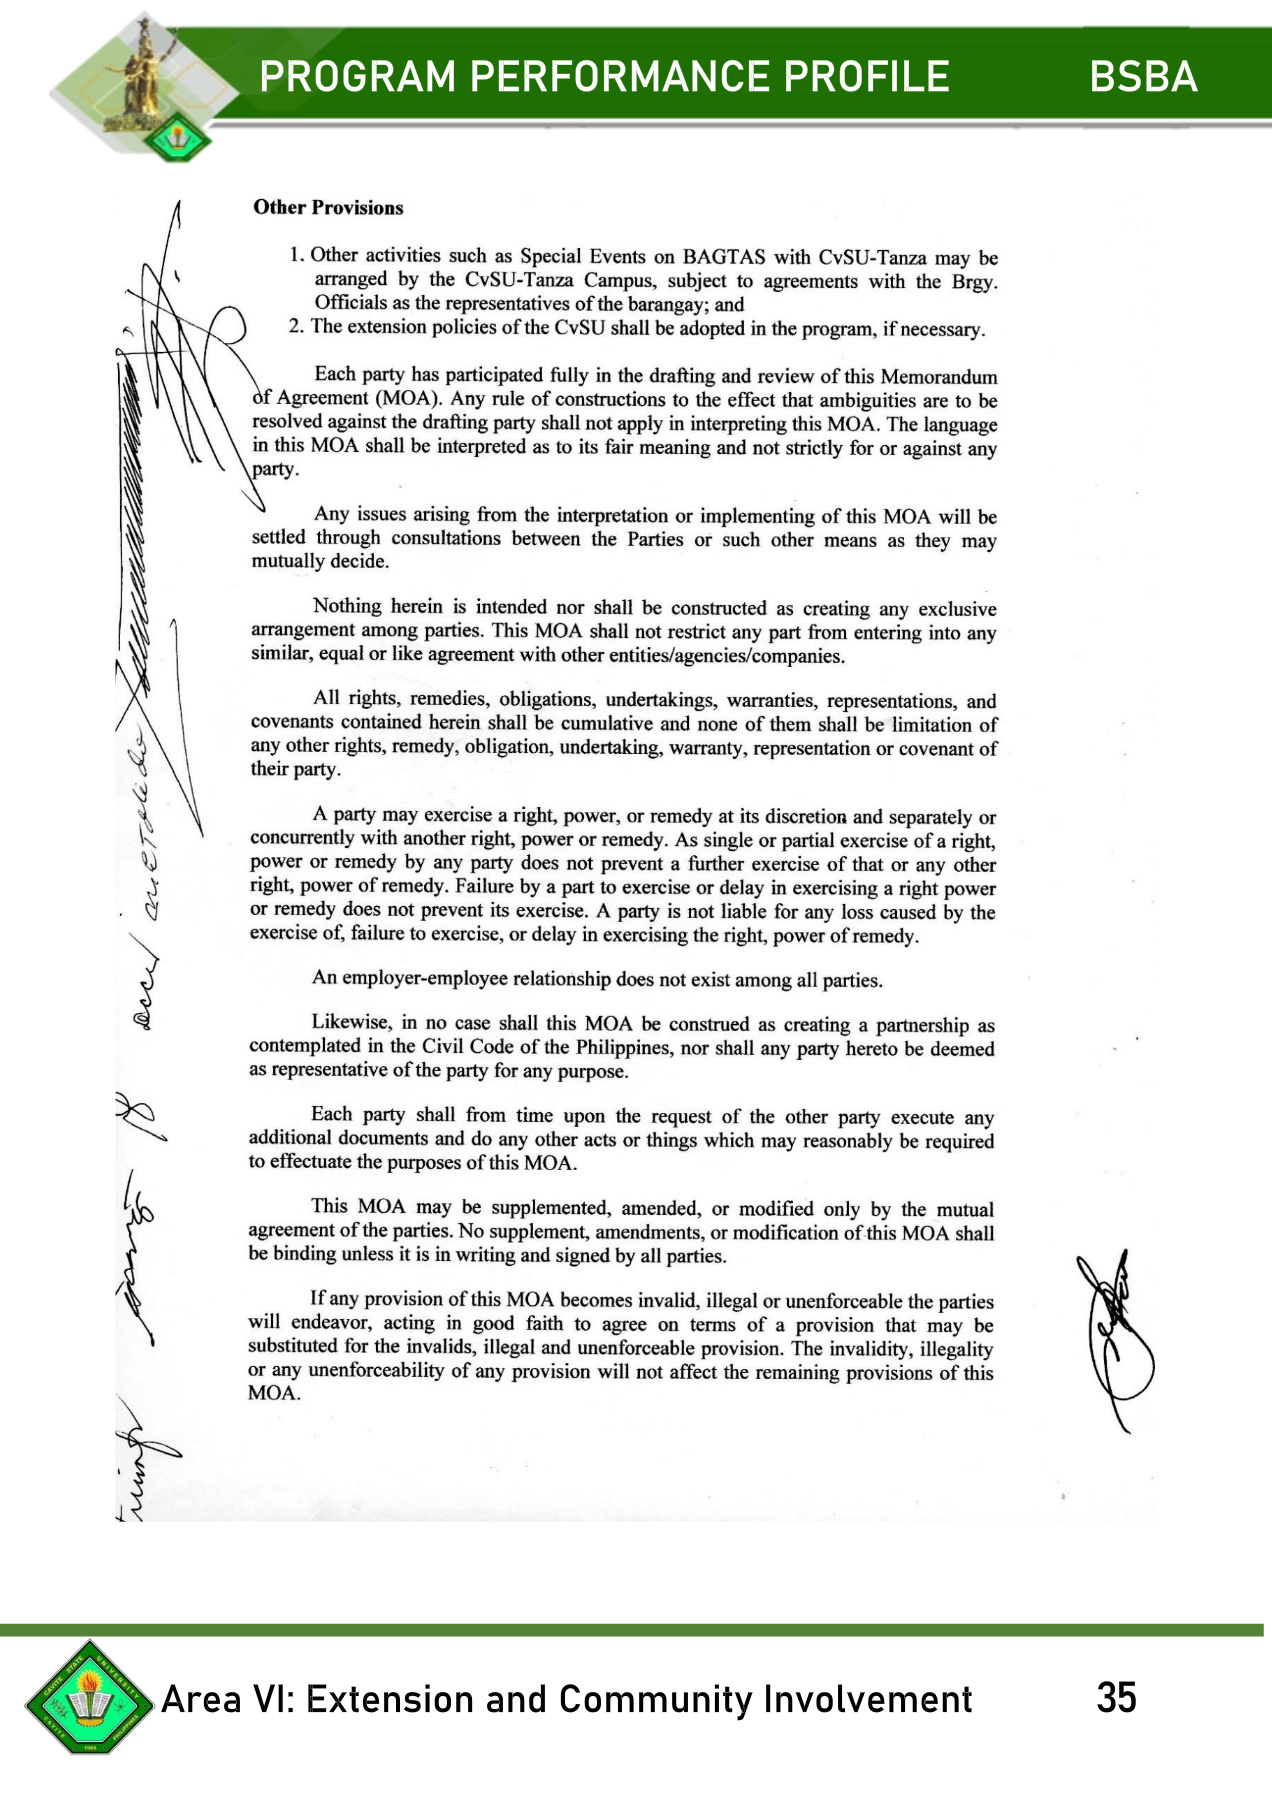 PROGRAM PERFORMANCE PROFILE BSBA
Other Provisions
1. Other activities such as Special Events on BAGTAS with CvSU-Tanza may be
arranged by the CvSU-Tanza Campus, subject to agreements with the Brgy.
Officials as the representatives of the barangay; and
2. The extension policies of the CvSU shall be adopted in the program, if necessary.
Each party has participated fully in the drafting and review of this Memorandum
of Agreement (MOA). Any rule of constructions to the effect that ambiguities are to be
resolved against the drafting party shall not apply in interpreting this MOA. The language
in this MOA shall be interpreted as to its fair meaning and not strictly for or against any
party.
Any issues arising from the interpretation or implementing of this MOA will be
settled through consultations between the Parties or such other means as they may
mutually decide.
Nothing herein is intended nor shall be constructed as creating any exclusive
arrangement among parties. This MOA shall not restrict any part from entering into any
similar, equal or like agreement with other entities/agencies/companies.
All rights, remedies, obligations, undertakings, warranties, representations, and
covenants contained herein shall be cumulative and none of them shall be limitation of
any other rights, remedy, obligation, undertaking, warranty, representation or covenant of
their party.
A party may exercise a right, power, or remedy at its discretion and separately or
concurrently with another right, power or remedy. As single or partial exercise of a right,
power or remedy by any party does not prevent a further exercise of that or any other
right, power of remedy. Failure by a part to exercise or delay in exercising a right power
or remedy does not prevent its exercise. A party is not liable for any loss caused by the
exercise of, failure to exercise, or delay in exercising the right, power of remedy.
An employer-employee relationship does not exist among all parties.
Likewise, in no case shall this MOA be construed as creating a partnership as
contemplated in the Civil Code of the Philippines, nor shall any party hereto be deemed
as representative of the party for any purpose.
Each party shall from time upon the request of the other party execute any
additional documents and do any other acts or things which may reasonably be required
to effectuate the purposes of this MOA.
This MOA may be supplemented, amended, or modified only by the mutual
agreement of the parties. No supplement, amendments, or modification of this MOA shall
be binding unless it is in writing and signed by all parties.
If any provision of this MOA becomes invalid, illegal or unenforceable the parties
will endeavor, acting in good faith to agree on terms of a provision that may be
substituted for the invalids, illegal and unenforceable provision. The invalidity, illegality
or any unenforceability of any provision will not affect the remaining provisions of this
MOA.
CAVITE STATE UNIVERSITY
CAVITE PHILIPPINES
1906
Area VI: Extension and Community Involvement 35